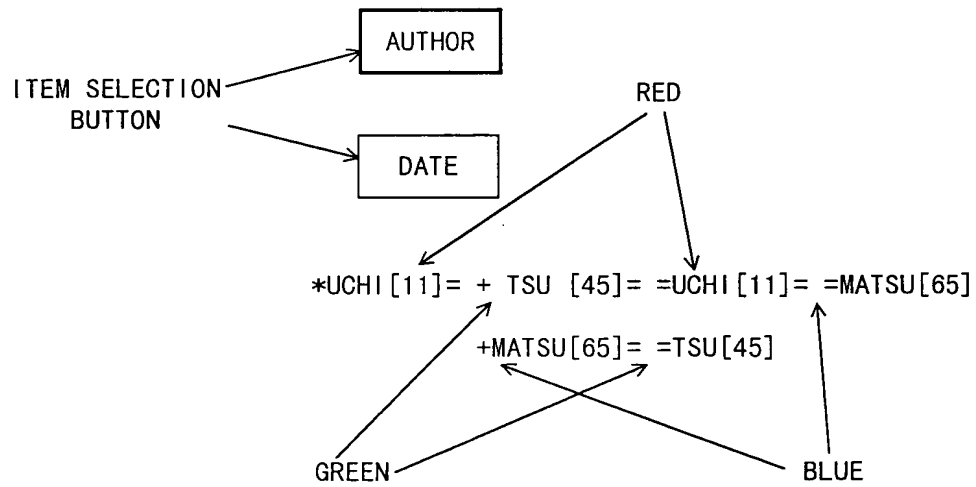 AUTHOR
ITEM SELECTION
BUTTON
RED
DATE
*UCHI[11]= + TSU [45]= =UCHI[11]= =MATSU[65]
+MATSU[65]= =TSU[45]
GREEN
BLUE